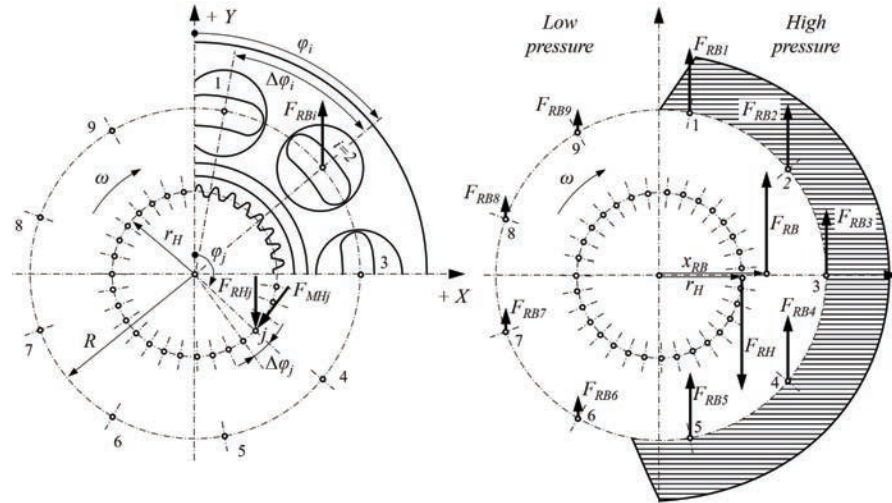 + Y
φi
Δφi
1
FRBi
i=2
9
ω
8
rH
φj
3
+ X
FRHj
FMHj
j
Δφj
R
7
4
6
5
Low pressure
High pressure
FRB1
1
FRB9
9
FRB2
2
ω
FRB8
8
FRB
FRB3
xRB
rH
3
FRB7
7
FRH
FRB4
4
FRB6
6
FRB5
5